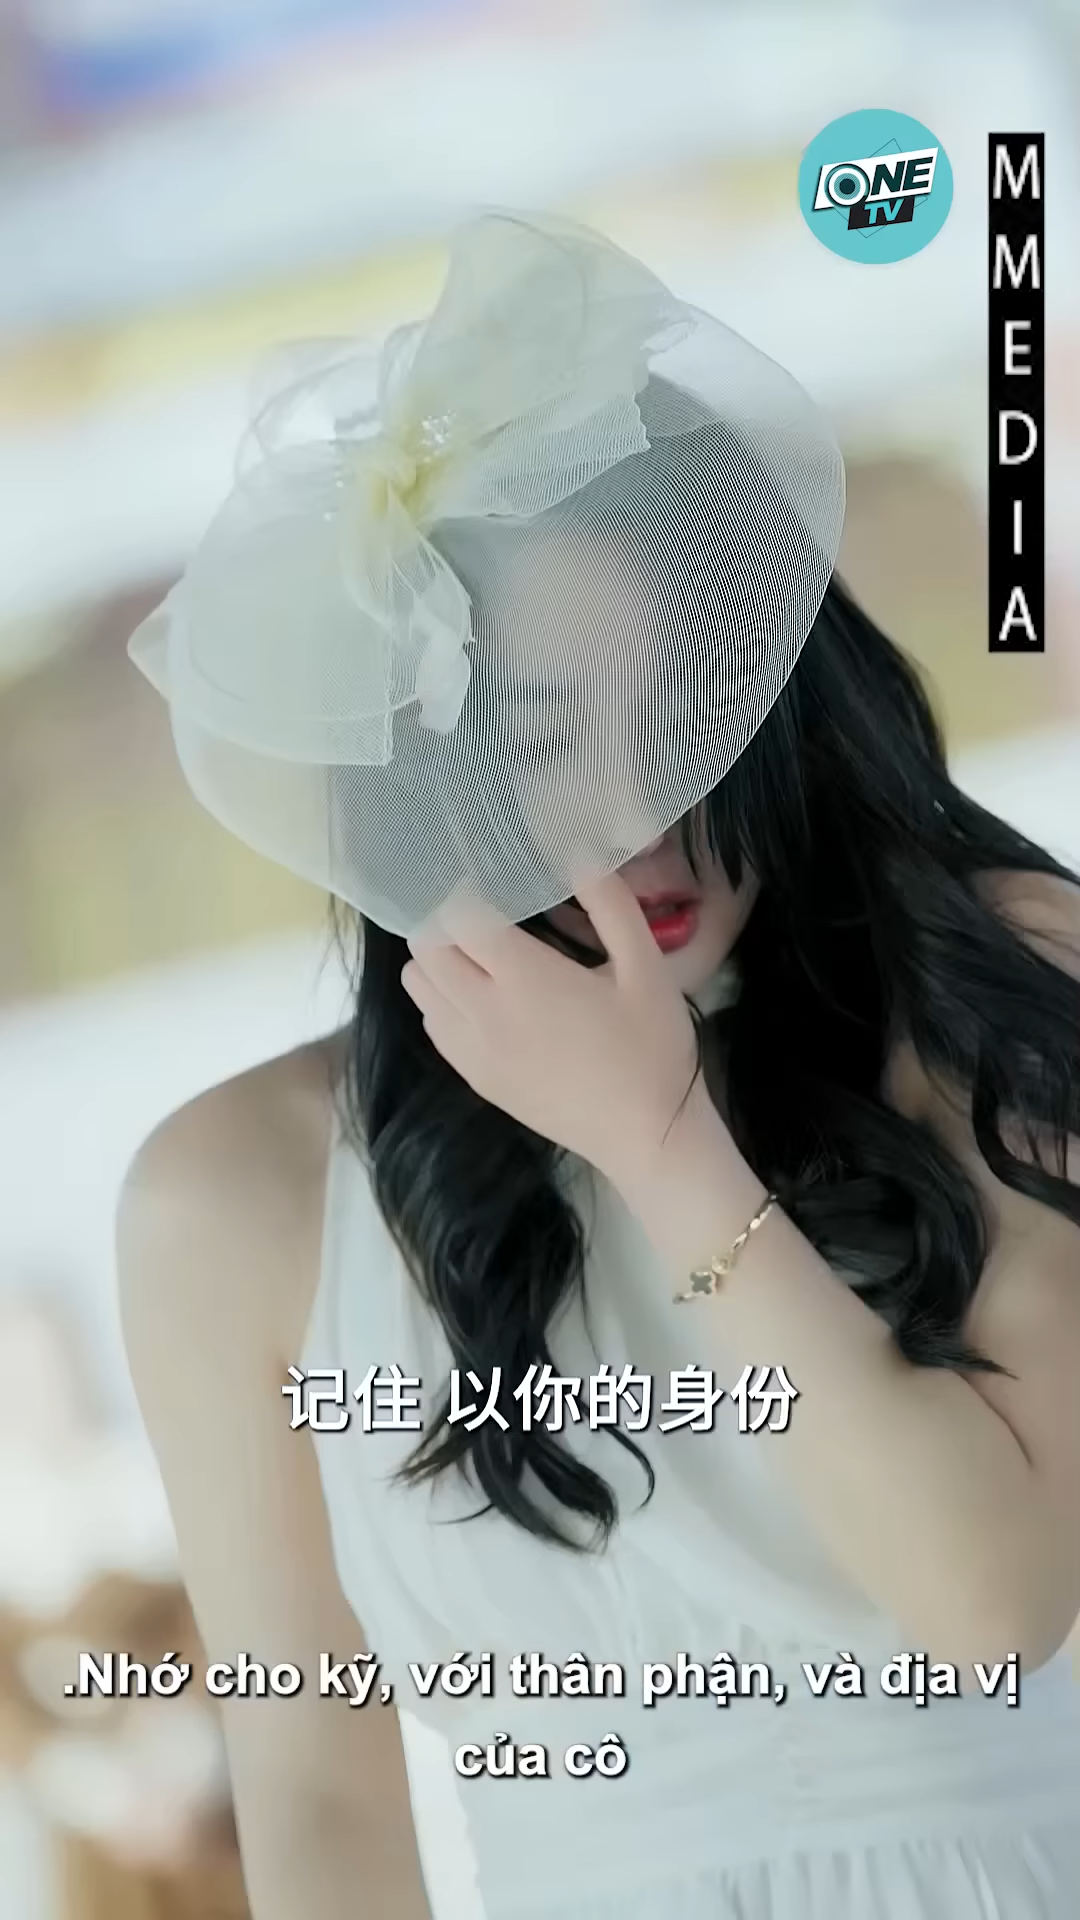 ONE
TV
MMEDIA
记住 以你的身份
.Nhớ cho kỹ, với thân phận, và địa vị
của cô